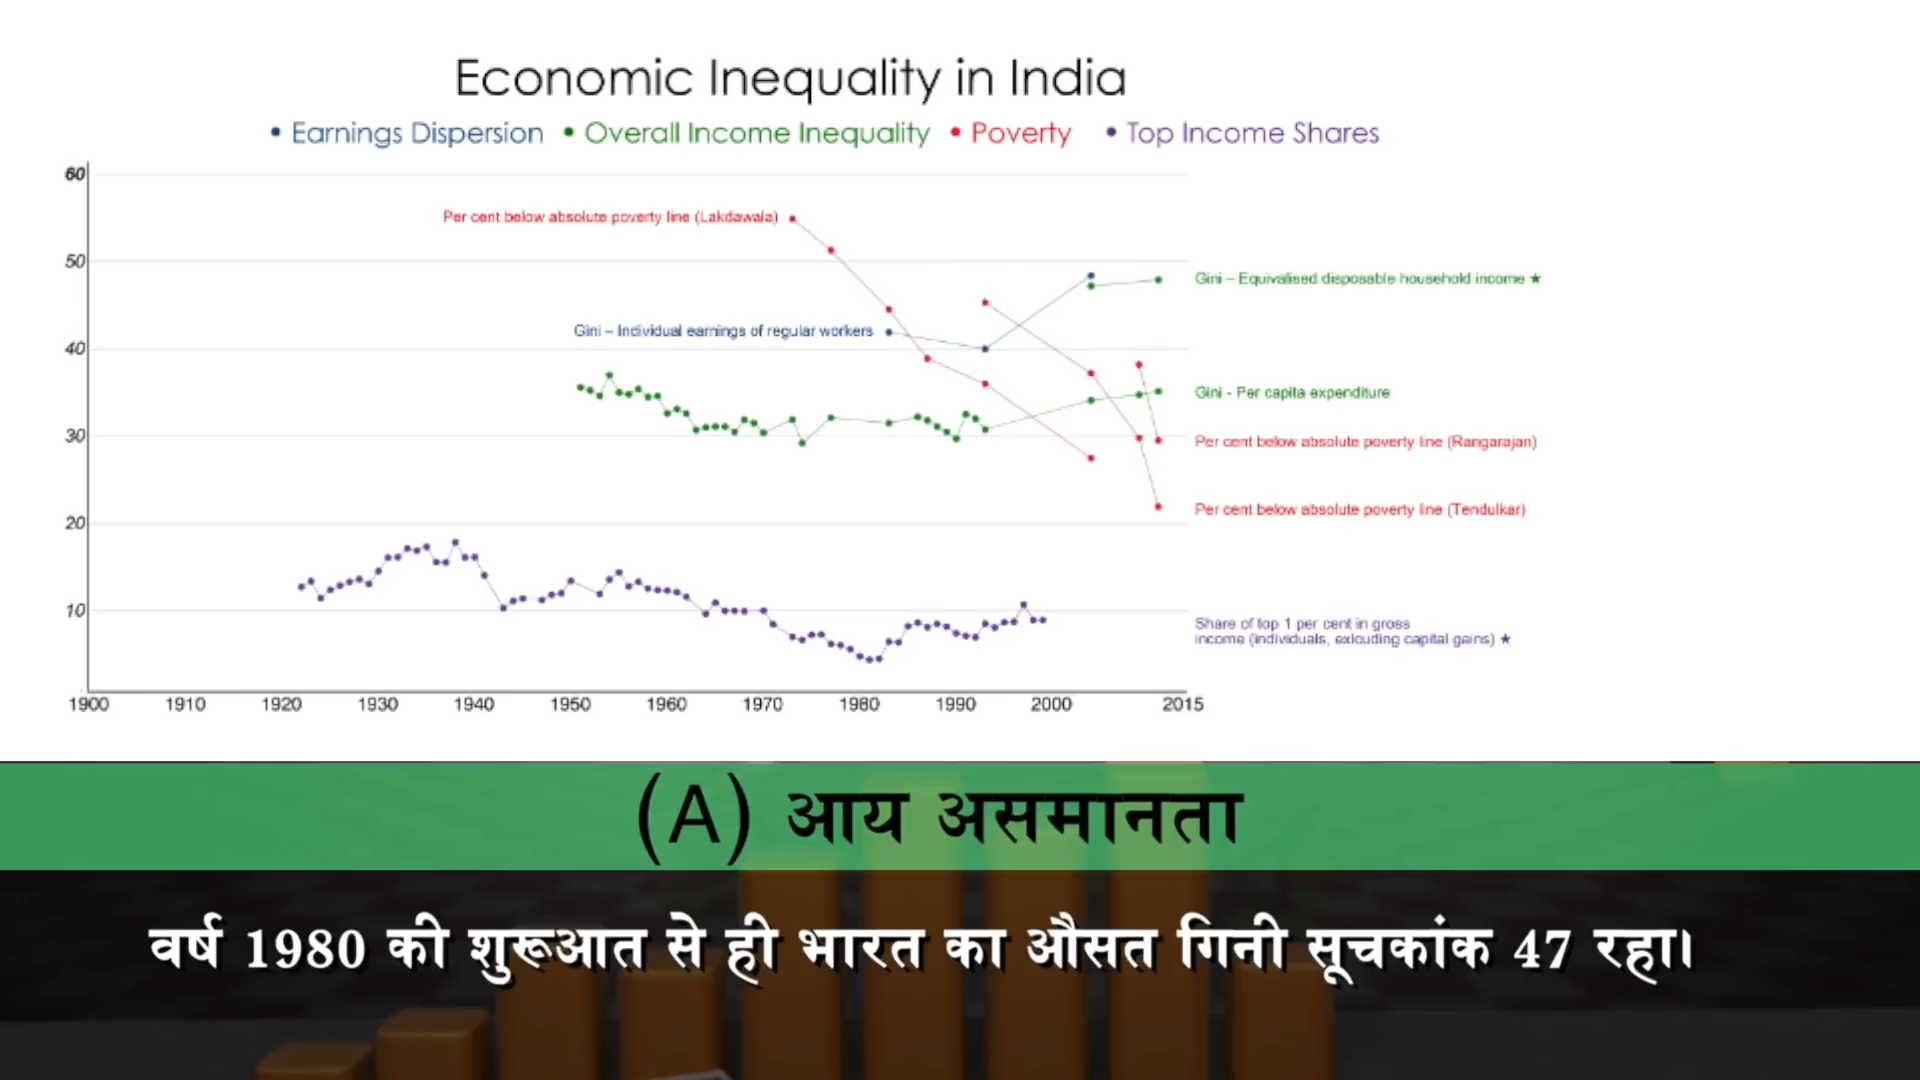 Economic Inequality in India
• Earnings Dispersion • Overall Income Inequality • Poverty • Top Income Shares
60
Per cent below absolute poverty line (Lakdawala)
50
Gini – Equivalised disposable household income ★
Gini – Individual earnings of regular workers
40
Gini - Per capita expenditure
30
Per cent below absolute poverty line (Rangarajan)
Per cent below absolute poverty line (Tendulkar)
20
10
Share of top 1 per cent in gross
income (individuals, exlcuding capital gains) ★
1900 1910 1920 1930 1940 1950 1960 1970 1980 1990 2000 2015
(A) आय असमानता
वर्ष 1980 की शुरूआत से ही भारत का औसत गिनी सूचकांक 47 रहा।